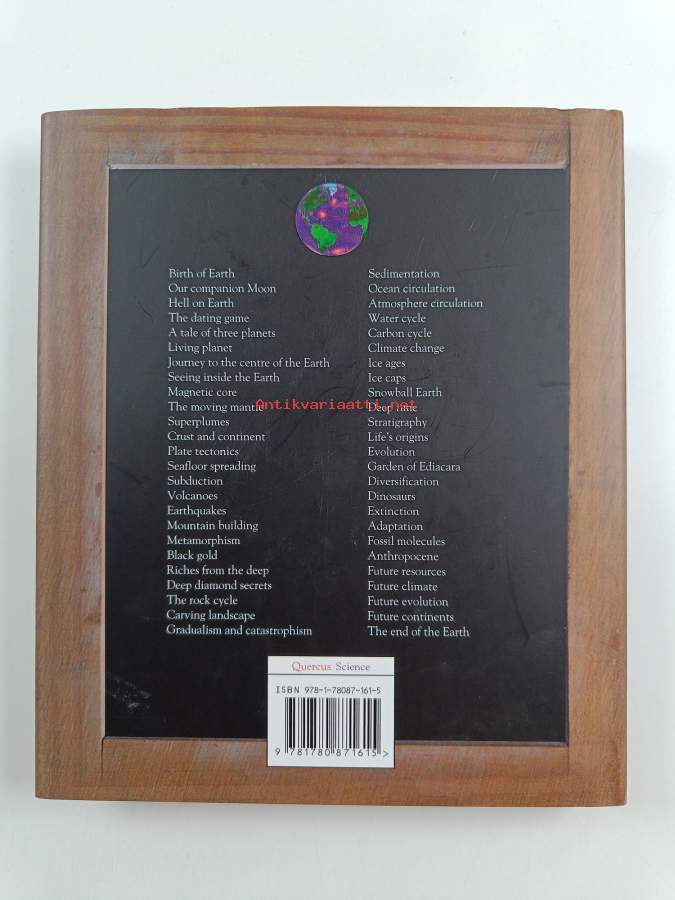 Birth of Earth
Our companion Moon
Hell on Earth
The dating game
A tale of three planets
Living planet
Journey to the centre of the Earth
Seeing inside the Earth
Magnetic core
The moving mantle
Superplumes
Crust and continent
Plate tectonics
Seafloor spreading
Subduction
Volcanoes
Earthquakes
Mountain building
Metamorphism
Black gold
Riches from the deep
Deep diamond secrets
The rock cycle
Carving landscape
Gradualism and catastrophism
Sedimentation
Ocean circulation
Atmosphere circulation
Water cycle
Carbon cycle
Climate change
Ice ages
Ice caps
Snowball Earth
Deep time
Stratigraphy
Life's origins
Evolution
Garden of Ediacara
Diversification
Dinosaurs
Extinction
Adaptation
Fossil molecules
Anthropocene
Future resources
Future climate
Future evolution
Future continents
The end of the Earth
Antikvariaatti.net
Quercus Science
ISBN 978-1-78087-161-5
9 781780 871615 >